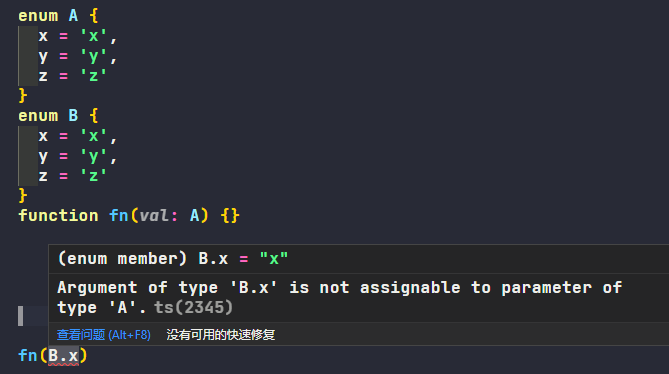 enum A {
x = 'x',
y = 'y',
z = 'z'
}
enum B {
x = 'x',
y = 'y',
z = 'z'
}
function fn(val: A) {}
(enum member) B.x = "x"
Argument of type 'B.x' is not assignable to parameter of
type 'A'. ts(2345)
查看问题 (Alt+F8) 没有可用的快速修复
fn(B.x)